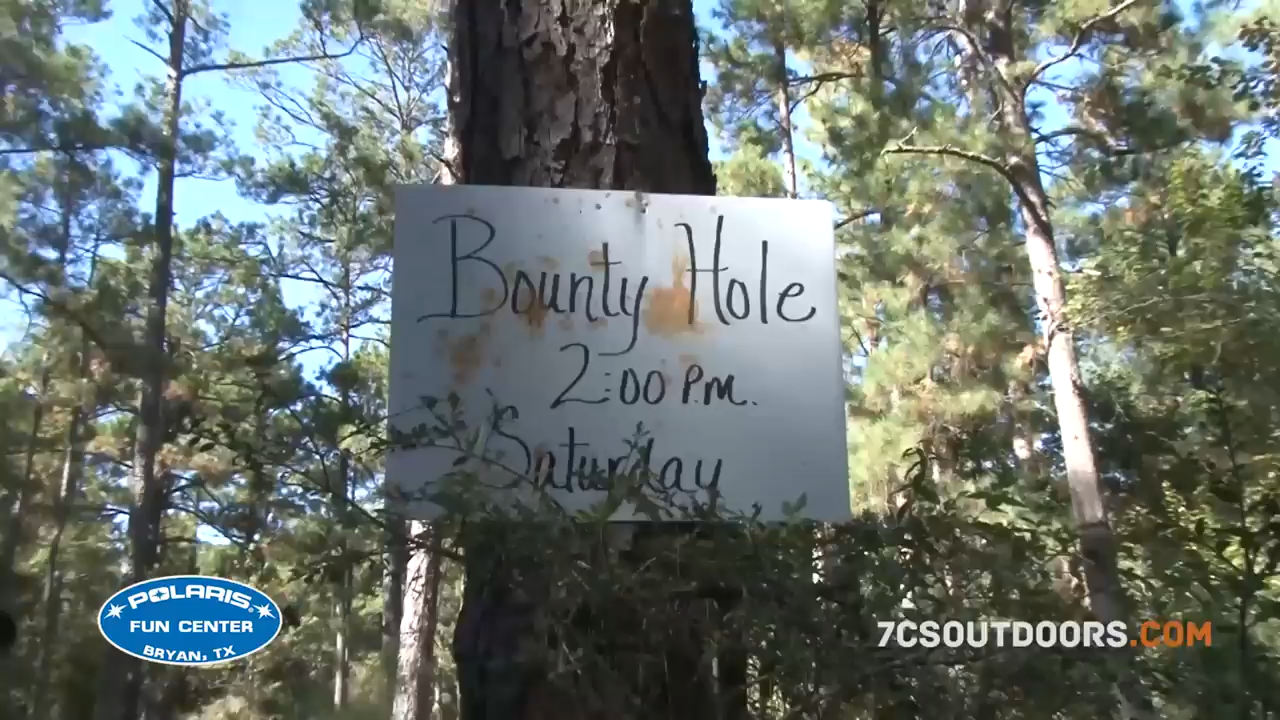 Bounty Hole
2:00 P.M.
Saturday
POLARIS
FUN CENTER
BRYAN, TX
7CSOUTDOORS.COM